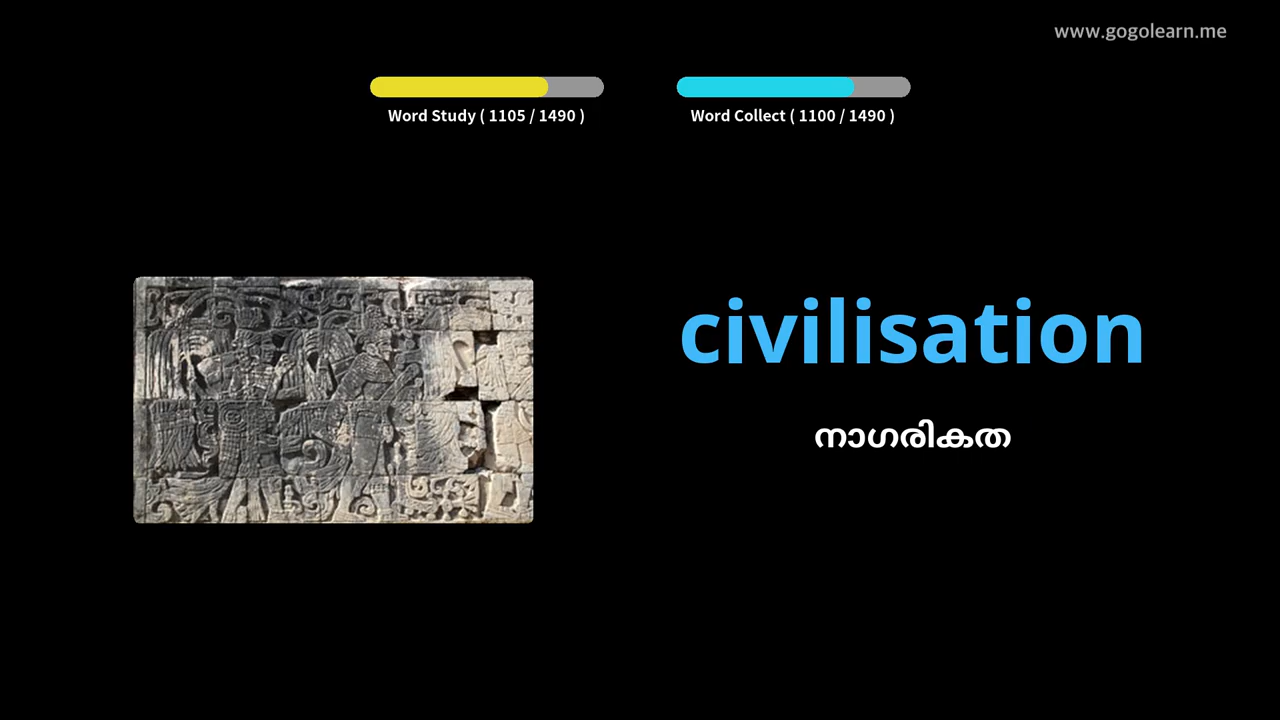 www.gogolearn.me
Word Study ( 1105 / 1490 )
Word Collect ( 1100 / 1490 )
civilisation
നാഗരികത